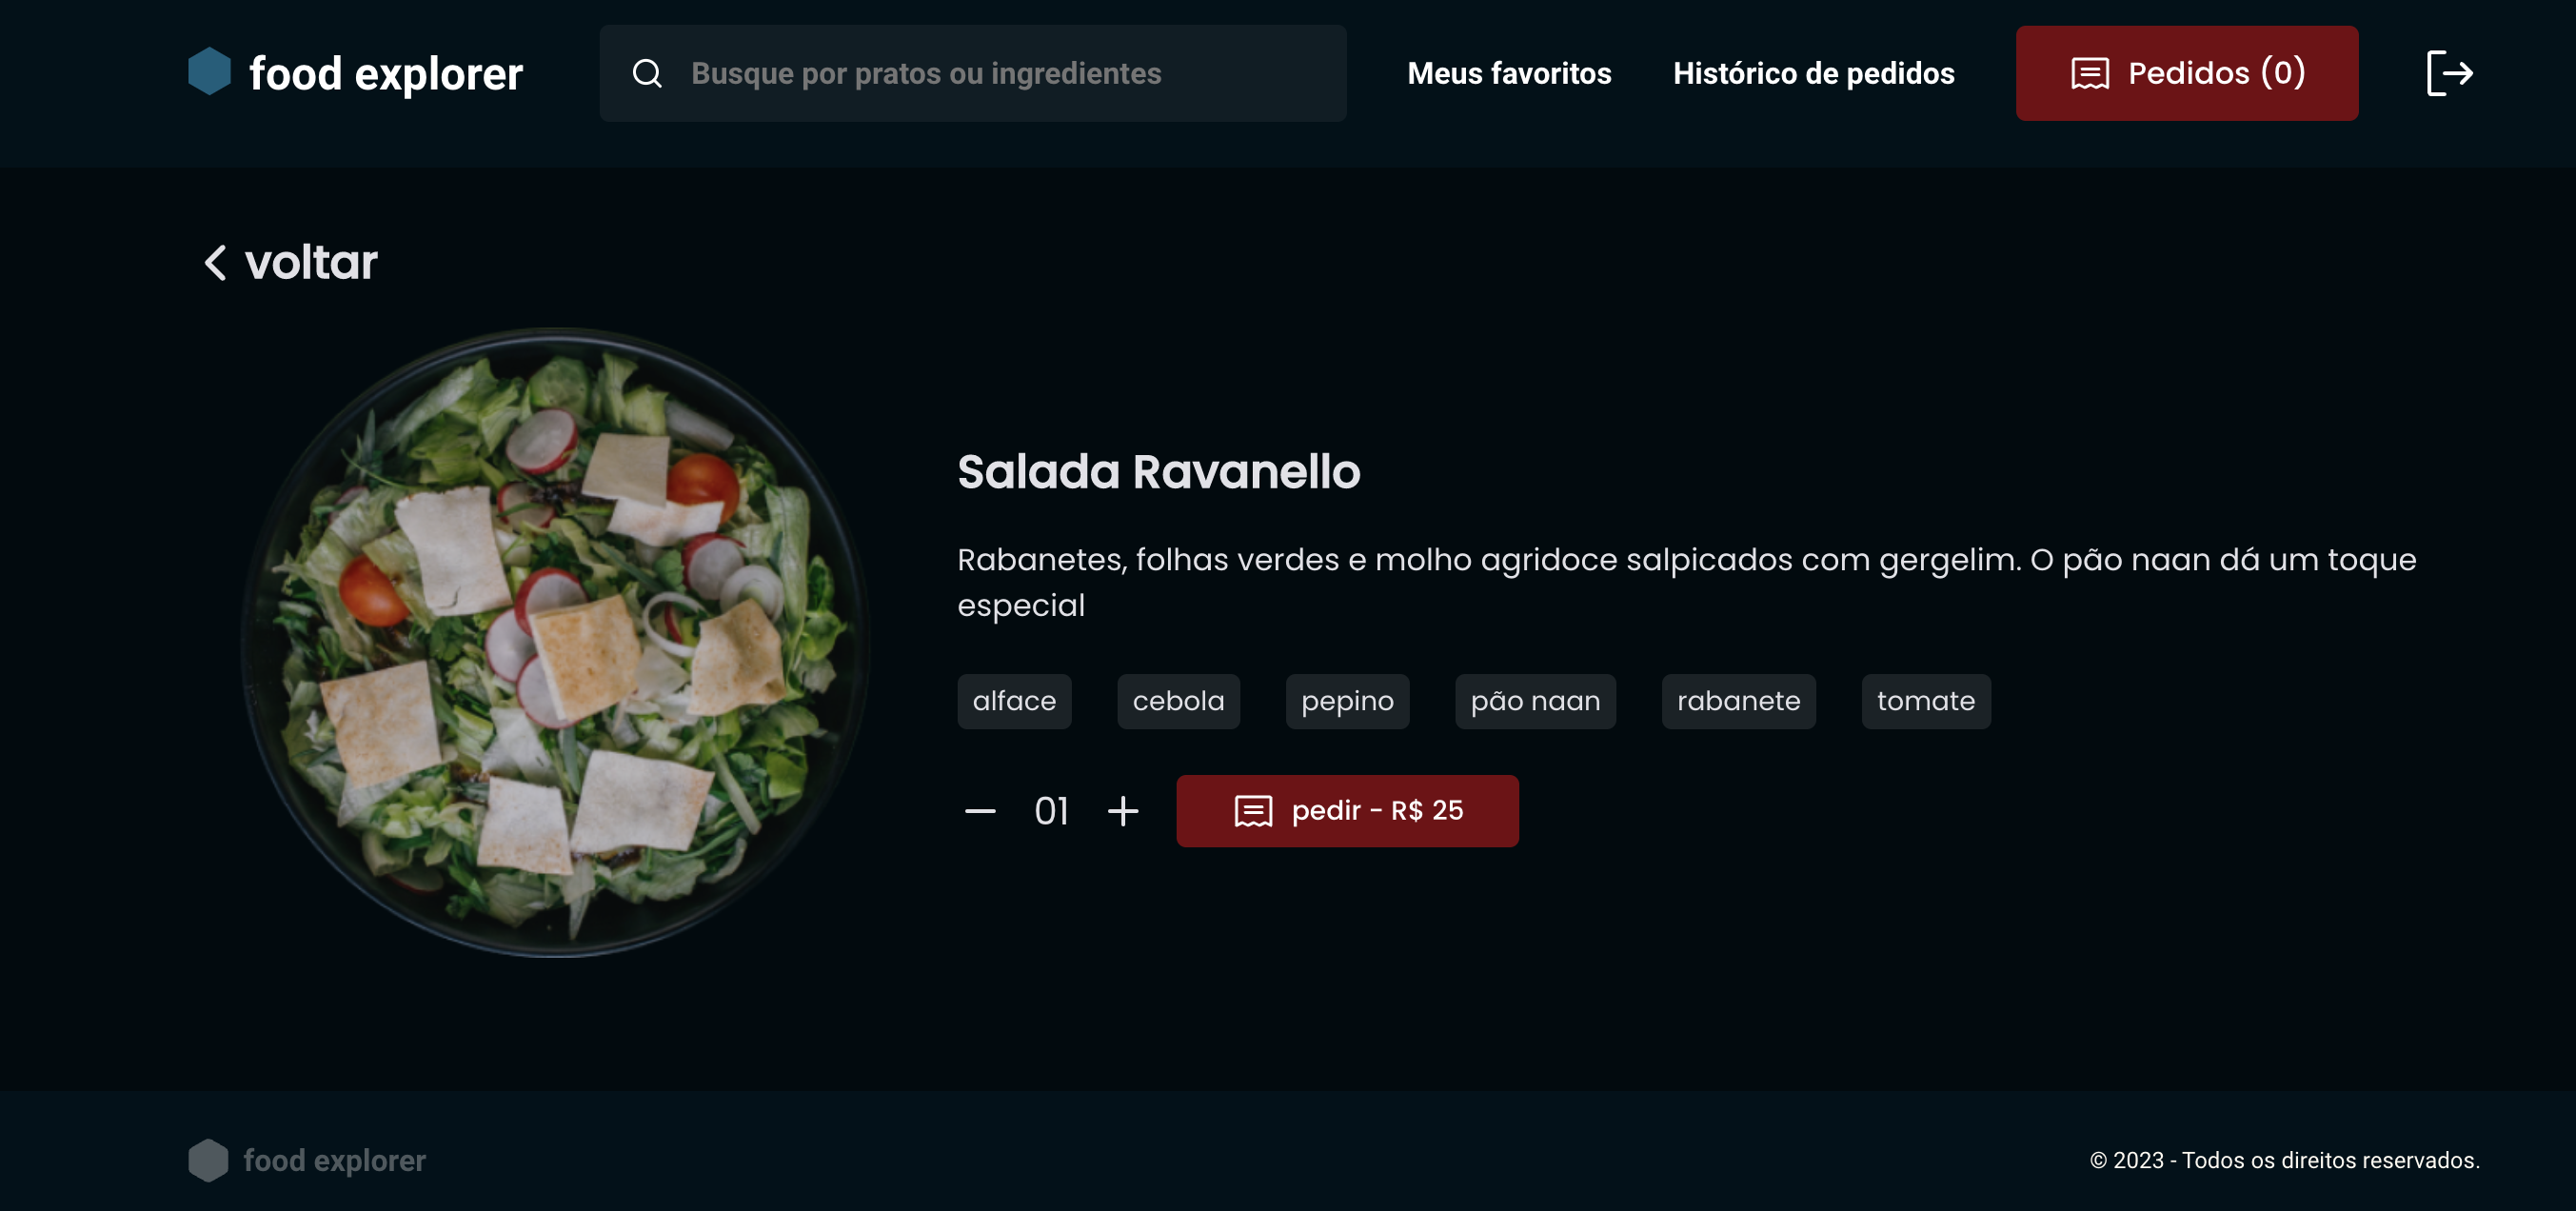 food explorer
Busque por pratos ou ingredientes
Meus favoritos
Histórico de pedidos
Pedidos (0)
voltar
Salada Ravanello
Rabanetes, folhas verdes e molho agridoce salpicados com gergelim. O pão naan dá um toque
especial
alface
cebola
pepino
pão naan
rabanete
tomate
01
pedir - R$ 25
food explorer
© 2023 - Todos os direitos reservados.